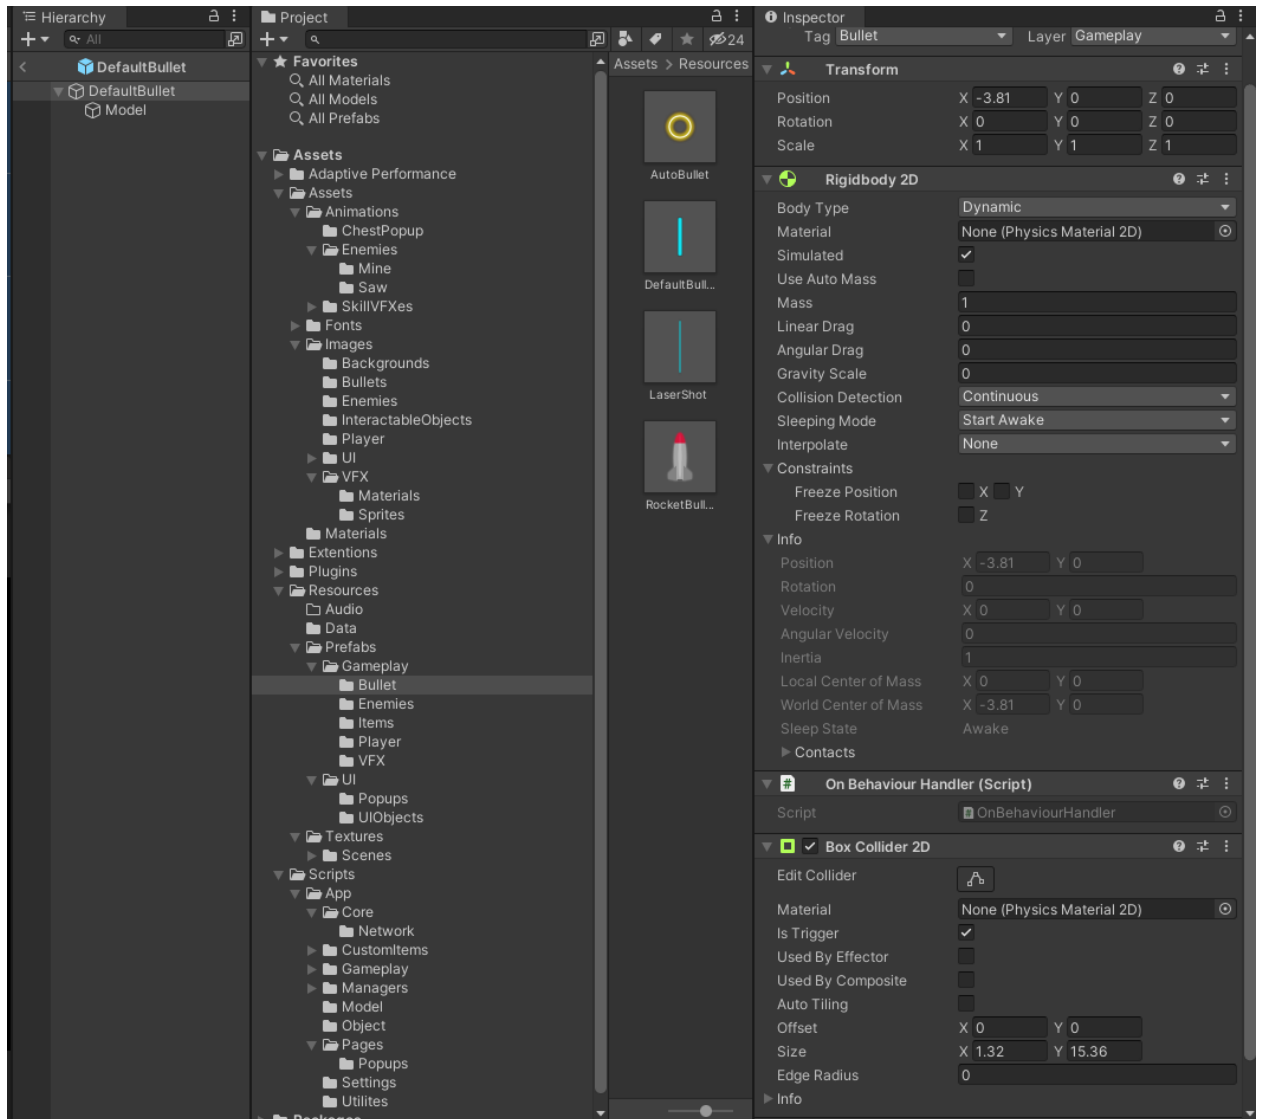 Hierarchy
All
DefaultBullet
DefaultBullet
Model
Project
24
Favorites
All Materials
All Models
All Prefabs
Assets
Adaptive Performance
Assets
Animations
ChestPopup
Enemies
Mine
Saw
SkillVFXes
Fonts
Images
Backgrounds
Bullets
Enemies
InteractableObjects
Player
UI
VFX
Materials
Sprites
Materials
Extentions
Plugins
Resources
Audio
Data
Prefabs
Gameplay
Bullet
Enemies
Items
Player
VFX
UI
Popups
UIObjects
Textures
Scenes
Scripts
App
Core
Network
CustomItems
Gameplay
Managers
Model
Object
Pages
Popups
Settings
Utilites
Packages
Assets > Resources
AutoBullet
DefaultBull...
LaserShot
RocketBull...
Inspector
Tag Bullet Layer Gameplay
Transform
Position X -3.81 Y 0 Z 0
Rotation X 0 Y 0 Z 0
Scale X 1 Y 1 Z 1
Rigidbody 2D
Body Type Dynamic
Material None (Physics Material 2D)
Simulated
Use Auto Mass
Mass 1
Linear Drag 0
Angular Drag 0
Gravity Scale 0
Collision Detection Continuous
Sleeping Mode Start Awake
Interpolate None
Constraints
Freeze Position X Y
Freeze Rotation Z
Info
Position X -3.81 Y 0
Rotation 0
Velocity X 0 Y 0
Angular Velocity 0
Inertia 1
Local Center of Mass X 0 Y 0
World Center of Mass X -3.81 Y 0
Sleep State Awake
Contacts
On Behaviour Handler (Script)
Script OnBehaviourHandler
Box Collider 2D
Edit Collider
Material None (Physics Material 2D)
Is Trigger
Used By Effector
Used By Composite
Auto Tiling
Offset X 0 Y 0
Size X 1.32 Y 15.36
Edge Radius 0
Info